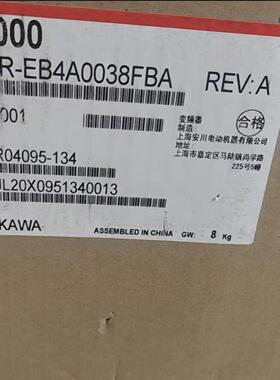 000
R-EB4A0038FBA
REV:A
001
变频器
制造:
上海安川电动机器有限公司
地址:
上海市嘉定区马陆镇尚学路
225号5幢
合格
R04095-134
JL20X0951340013
KAWA
ASSEMBLED IN CHINA GW: 8 Kg